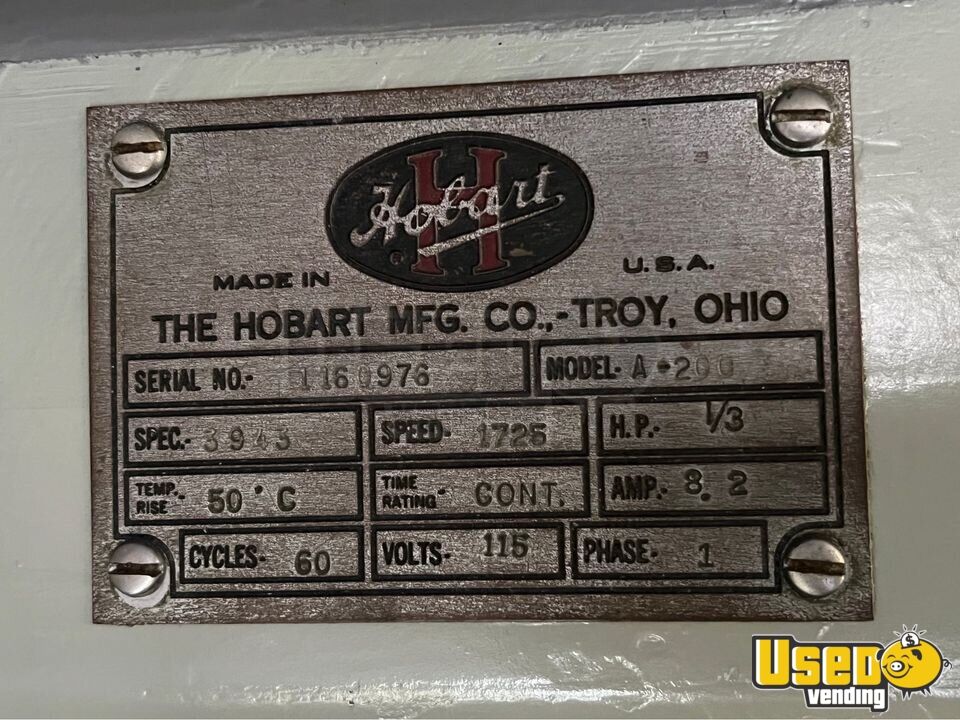 H
Hobart
®
MADE IN U.S.A.
THE HOBART MFG. CO.,-TROY, OHIO
SERIAL NO.- 1160976 MODEL- A-200
SPEC.- 3943 SPEED- 1725 H.P.- 1/3
TEMP. RISE- 50°C TIME RATING- CONT. AMP.- 8.2
CYCLES- 60 VOLTS- 115 PHASE- 1
USED
vending